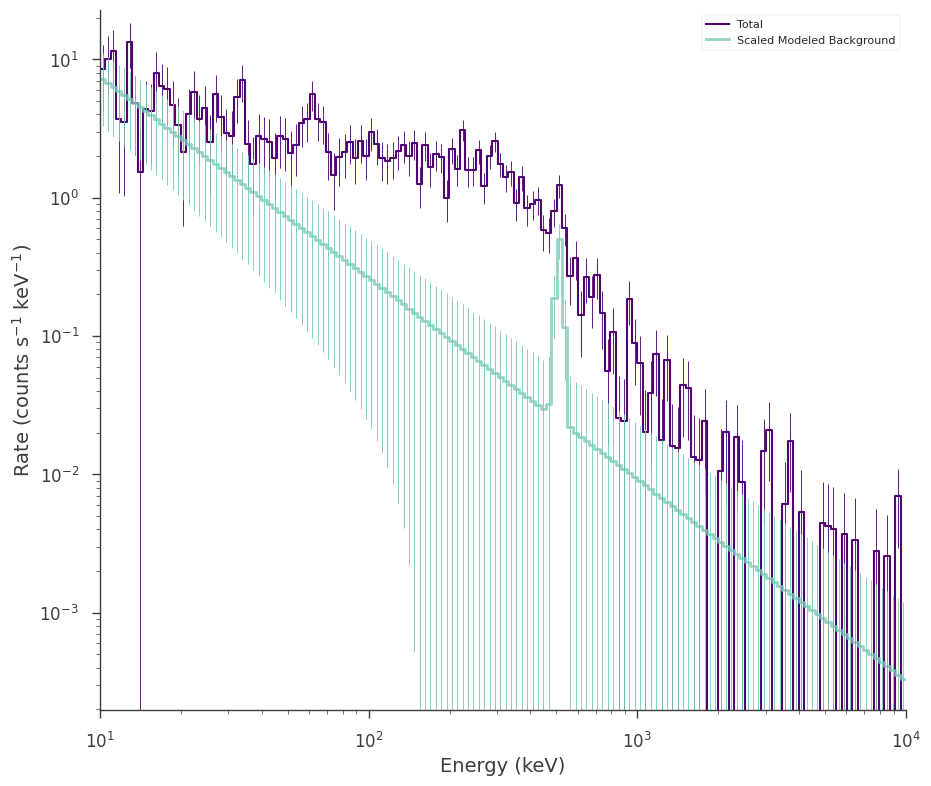 Total
Scaled Modeled Background
Rate (counts s⁻¹ keV⁻¹)
10¹
10⁰
10⁻¹
10⁻²
10⁻³
10¹ 10² 10³ 10⁴
Energy (keV)